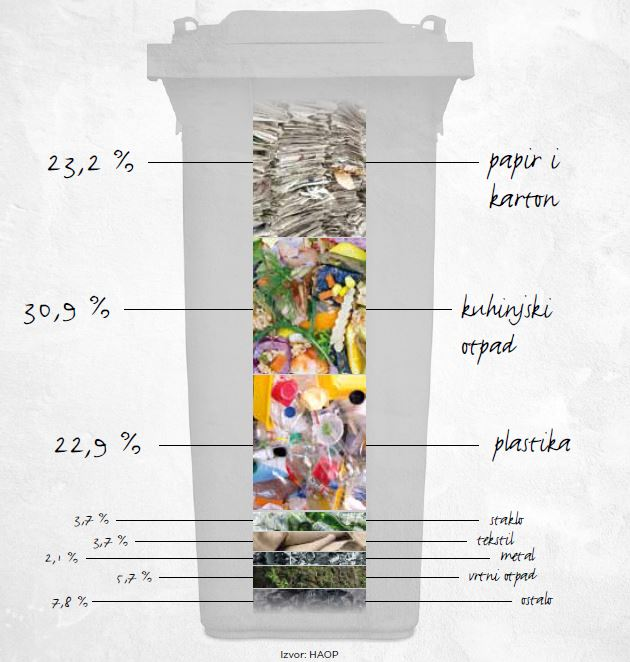 23,2 %
papir i
karton
30,9 %
kuhinjski
otpad
22,9 %
plastika
3,7 %
staklo
3,7 %
tekstil
2,1 %
metal
5,7 %
vrtni otpad
7,8 %
ostalo
Izvor: HAOP